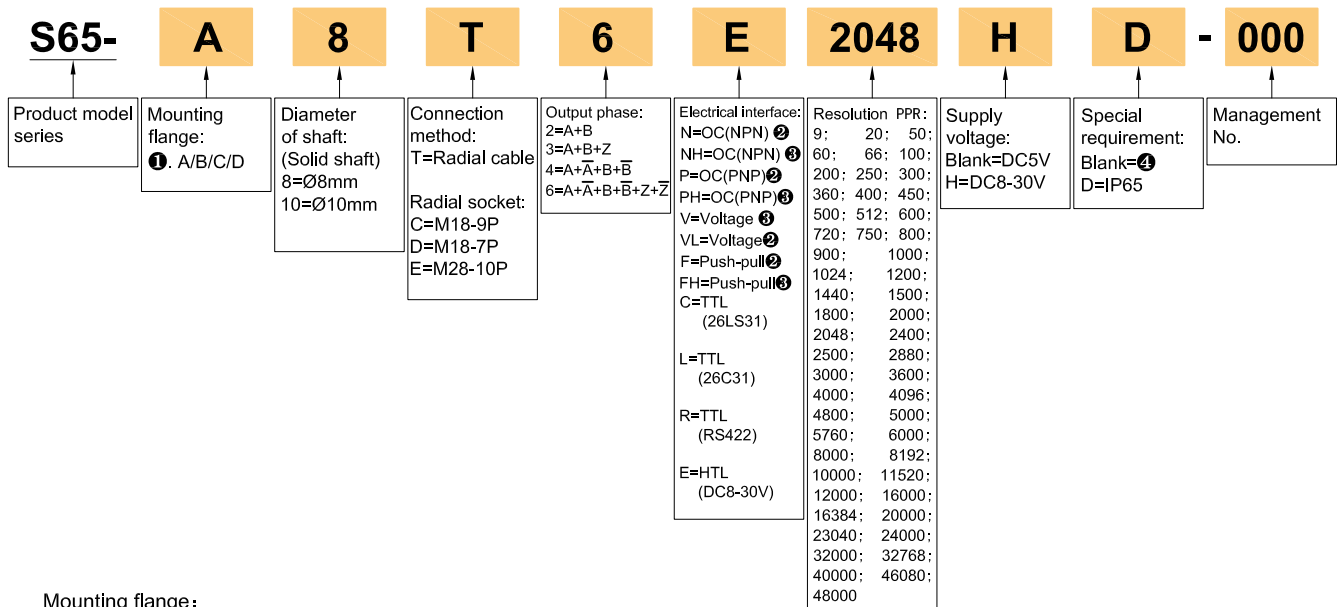 S65- A 8 T 6 E 2048 H D - 000
Product model
series
Mounting
flange:
❶. A/B/C/D
Diameter
of shaft:
(Solid shaft)
8=Ø8mm
10=Ø10mm
Connection
method:
T=Radial cable
Radial socket:
C=M18-9P
D=M18-7P
E=M28-10P
Output phase:
2=A+B
3=A+B+Z
4=A+A̅+B+B̅
6=A+A̅+B+B̅+Z+Z̅
Electrical interface:
N=OC(NPN) ❷
NH=OC(NPN) ❸
P=OC(PNP)❷
PH=OC(PNP)❸
V=Voltage ❸
VL=Voltage❷
F=Push-pull❷
FH=Push-pull❸
C=TTL
(26LS31)
L=TTL
(26C31)
R=TTL
(RS422)
E=HTL
(DC8-30V)
Resolution PPR:
9; 20; 50;
60; 66; 100;
200; 250; 300;
360; 400; 450;
500; 512; 600;
720; 750; 800;
900; 1000;
1024; 1200;
1440; 1500;
1800; 2000;
2048; 2400;
2500; 2880;
3000; 3600;
4000; 4096;
4800; 5000;
5760; 6000;
8000; 8192;
10000; 11520;
12000; 16000;
16384; 20000;
23040; 24000;
32000; 32768;
40000; 46080;
48000
Supply
voltage:
Blank=DC5V
H=DC8-30V
Special
requirement:
Blank=❹
D=IP65
Management
No.
Mounting flange: